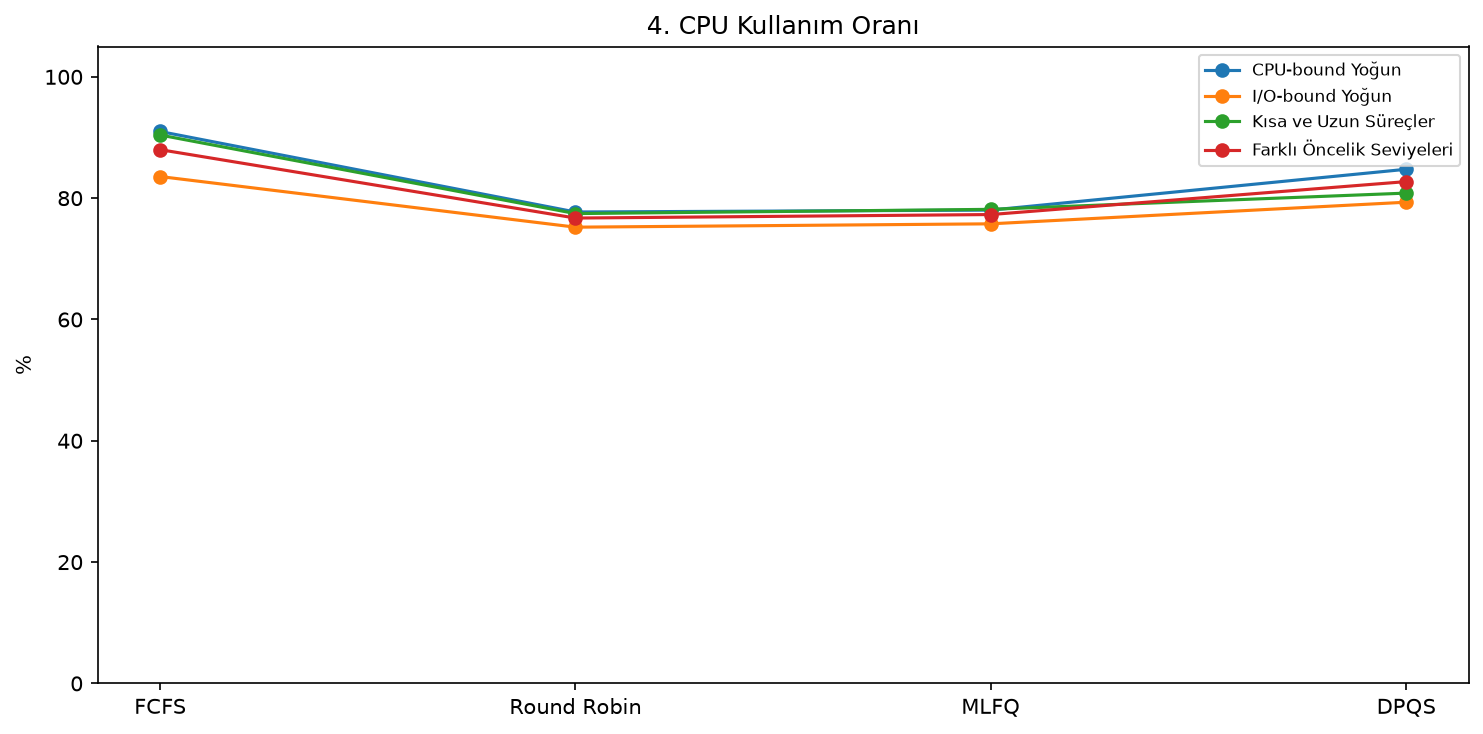 4. CPU Kullanım Oranı
CPU-bound Yoğun
I/O-bound Yoğun
Kısa ve Uzun Süreçler
Farklı Öncelik Seviyeleri
%
100
80
60
40
20
0
FCFS
Round Robin
MLFQ
DPQS